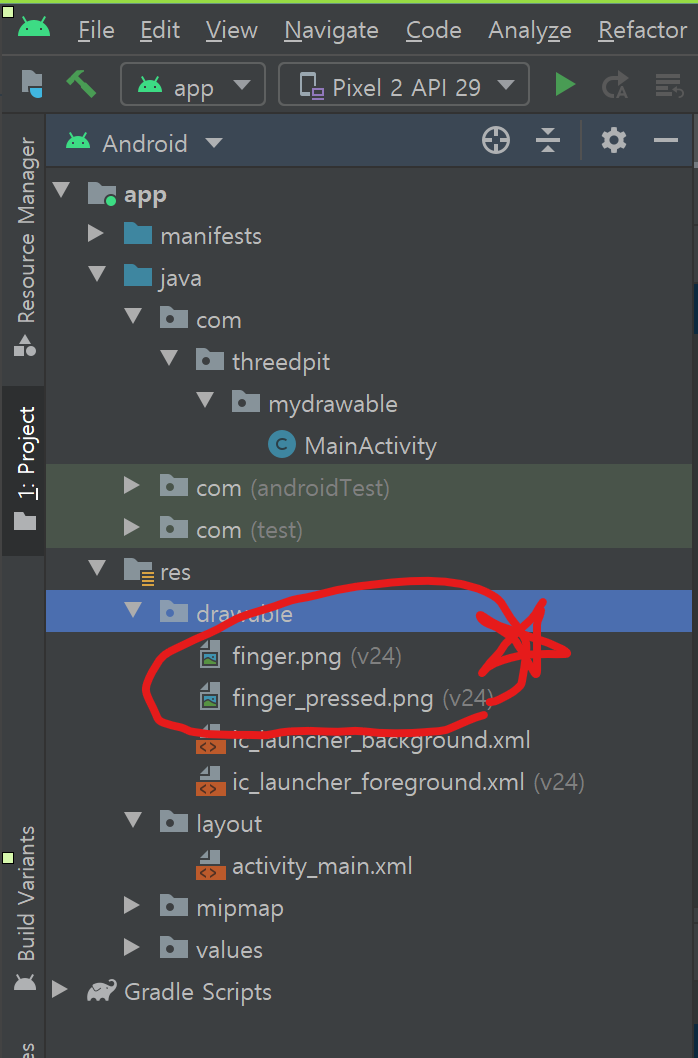 File Edit View Navigate Code Analyze Refactor
app Pixel 2 API 29
Android
Resource Manager
1: Project
Build Variants
app
manifests
java
com
threedpit
mydrawable
MainActivity
com (androidTest)
com (test)
res
drawable
finger.png (v24)
finger_pressed.png (v24)
ic_launcher_background.xml
ic_launcher_foreground.xml (v24)
layout
activity_main.xml
mipmap
values
Gradle Scripts